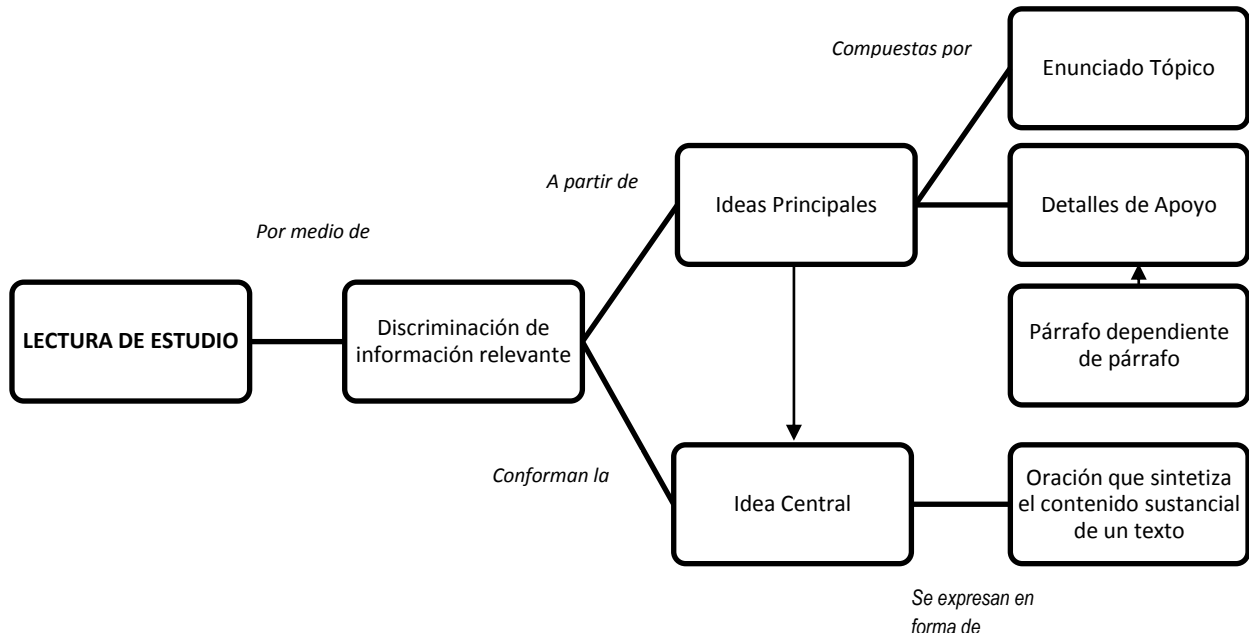 Compuestas por
Enunciado Tópico
A partir de
Ideas Principales
Detalles de Apoyo
Por medio de
LECTURA DE ESTUDIO
Discriminación de
información relevante
Párrafo dependiente
de párrafo
Conforman la
Idea Central
Oración que sintetiza
el contenido sustancial
de un texto
Se expresan en
forma de